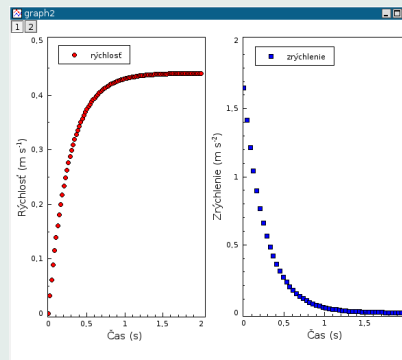 graph2
1 2
rýchlosť
Rýchlosť (m s-1)
0,5
0,4
0,3
0,2
0,1
0
0 0,5 1 1,5 2
Čas (s)
zrýchlenie
Zrýchlenie (m s-2)
2
1,5
1
0,5
0
0 0,5 1 1,5
Čas (s)